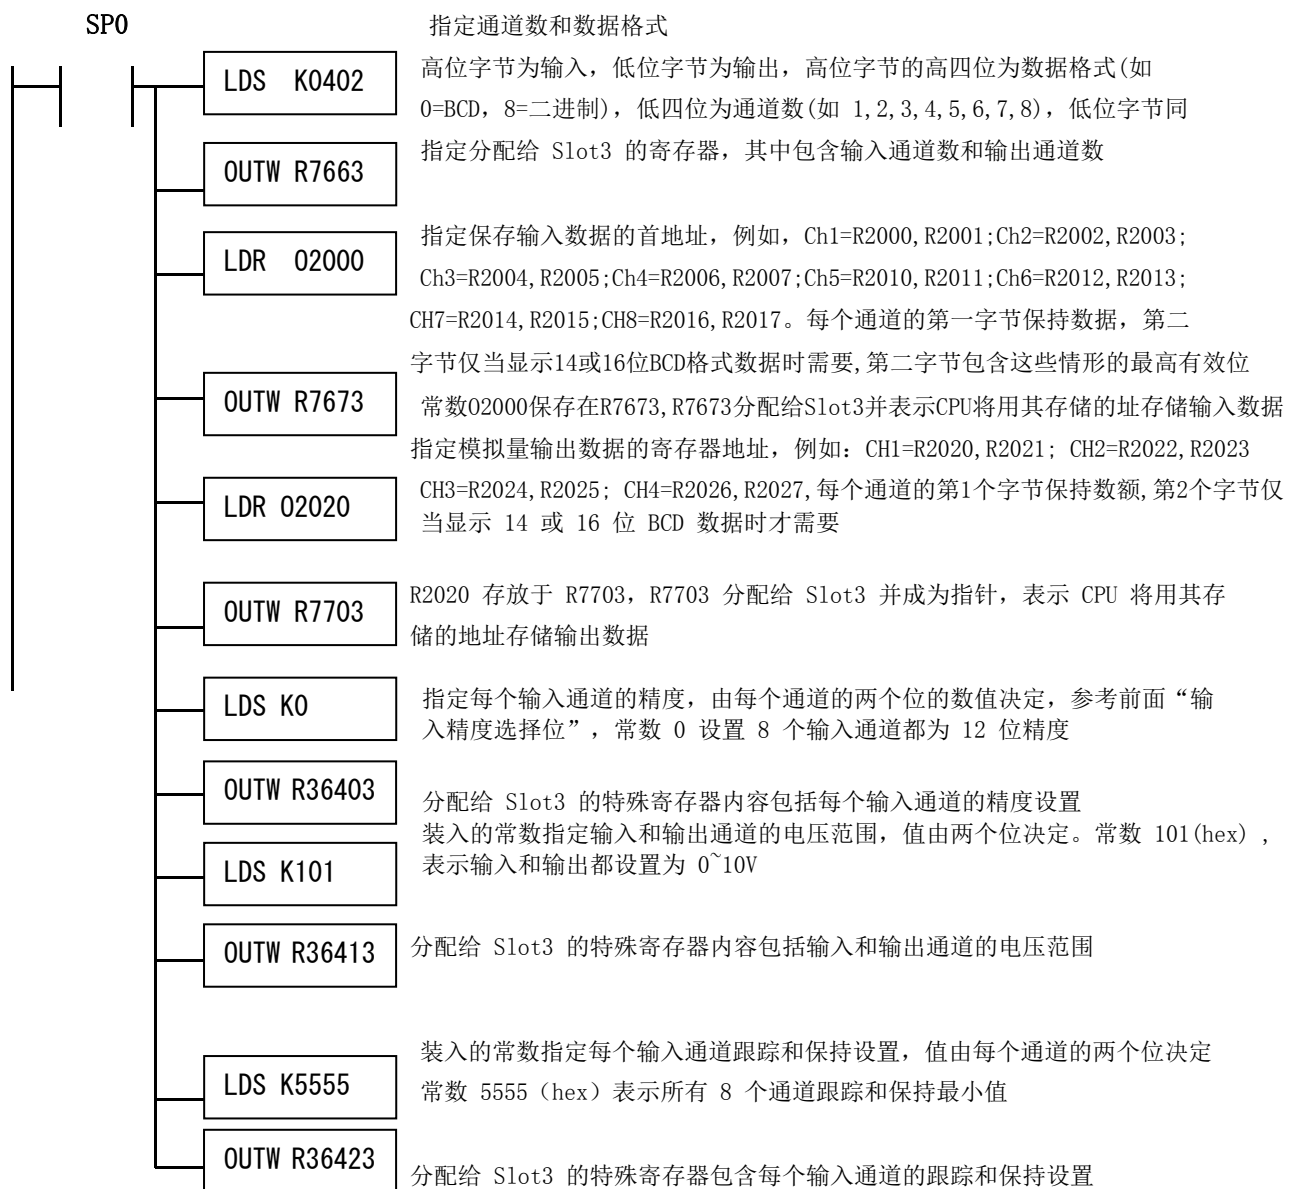 SP0
指定通道数和数据格式
LDS K0402
高位字节为输入，低位字节为输出，高位字节的高四位为数据格式(如
0=BCD，8=二进制)，低四位为通道数(如 1,2,3,4,5,6,7,8)，低位字节同
OUTW R7663
指定分配给 Slot3 的寄存器，其中包含输入通道数和输出通道数
LDR O2000
指定保存输入数据的首地址，例如，Ch1=R2000,R2001;Ch2=R2002,R2003;
Ch3=R2004,R2005;Ch4=R2006,R2007;Ch5=R2010,R2011;Ch6=R2012,R2013;
CH7=R2014,R2015;CH8=R2016,R2017。每个通道的第一字节保持数据，第二
字节仅当显示14或16位BCD格式数据时需要,第二字节包含这些情形的最高有效位
OUTW R7673
常数O2000保存在R7673,R7673分配给Slot3并表示CPU将用其存储的址存储输入数据
指定模拟量输出数据的寄存器地址，例如：CH1=R2020,R2021; CH2=R2022,R2023
LDR O2020
CH3=R2024,R2025; CH4=R2026,R2027,每个通道的第1个字节保持数额,第2个字节仅
当显示 14 或 16 位 BCD 数据时才需要
OUTW R7703
R2020 存放于 R7703，R7703 分配给 Slot3 并成为指针，表示 CPU 将用其存
储的地址存储输出数据
LDS K0
指定每个输入通道的精度，由每个通道的两个位的数值决定，参考前面“输
入精度选择位”，常数 0 设置 8 个输入通道都为 12 位精度
OUTW R36403
分配给 Slot3 的特殊寄存器内容包括每个输入通道的精度设置
装入的常数指定输入和输出通道的电压范围，值由两个位决定。常数 101(hex) ，
LDS K101
表示输入和输出都设置为 0~10V
OUTW R36413
分配给 Slot3 的特殊寄存器内容包括输入和输出通道的电压范围
装入的常数指定每个输入通道跟踪和保持设置，值由每个通道的两个位决定
LDS K5555
常数 5555（hex）表示所有 8 个通道跟踪和保持最小值
OUTW R36423
分配给 Slot3 的特殊寄存器包含每个输入通道的跟踪和保持设置